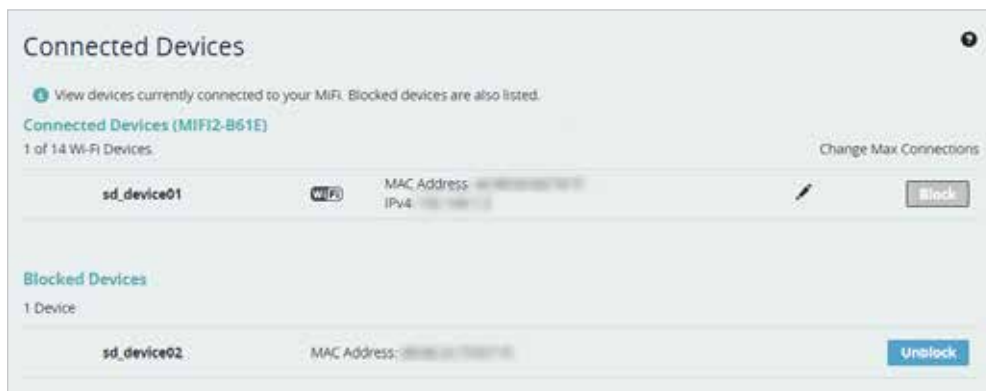 Connected Devices
View devices currently connected to your MiFi. Blocked devices are also listed.
Connected Devices (MIFI2-B61E)
1 of 14 Wi-Fi Devices
Change Max Connections
sd_device01
WiFi
MAC Address
IPv4
Block
Blocked Devices
1 Device
sd_device02
MAC Address:
Unblock